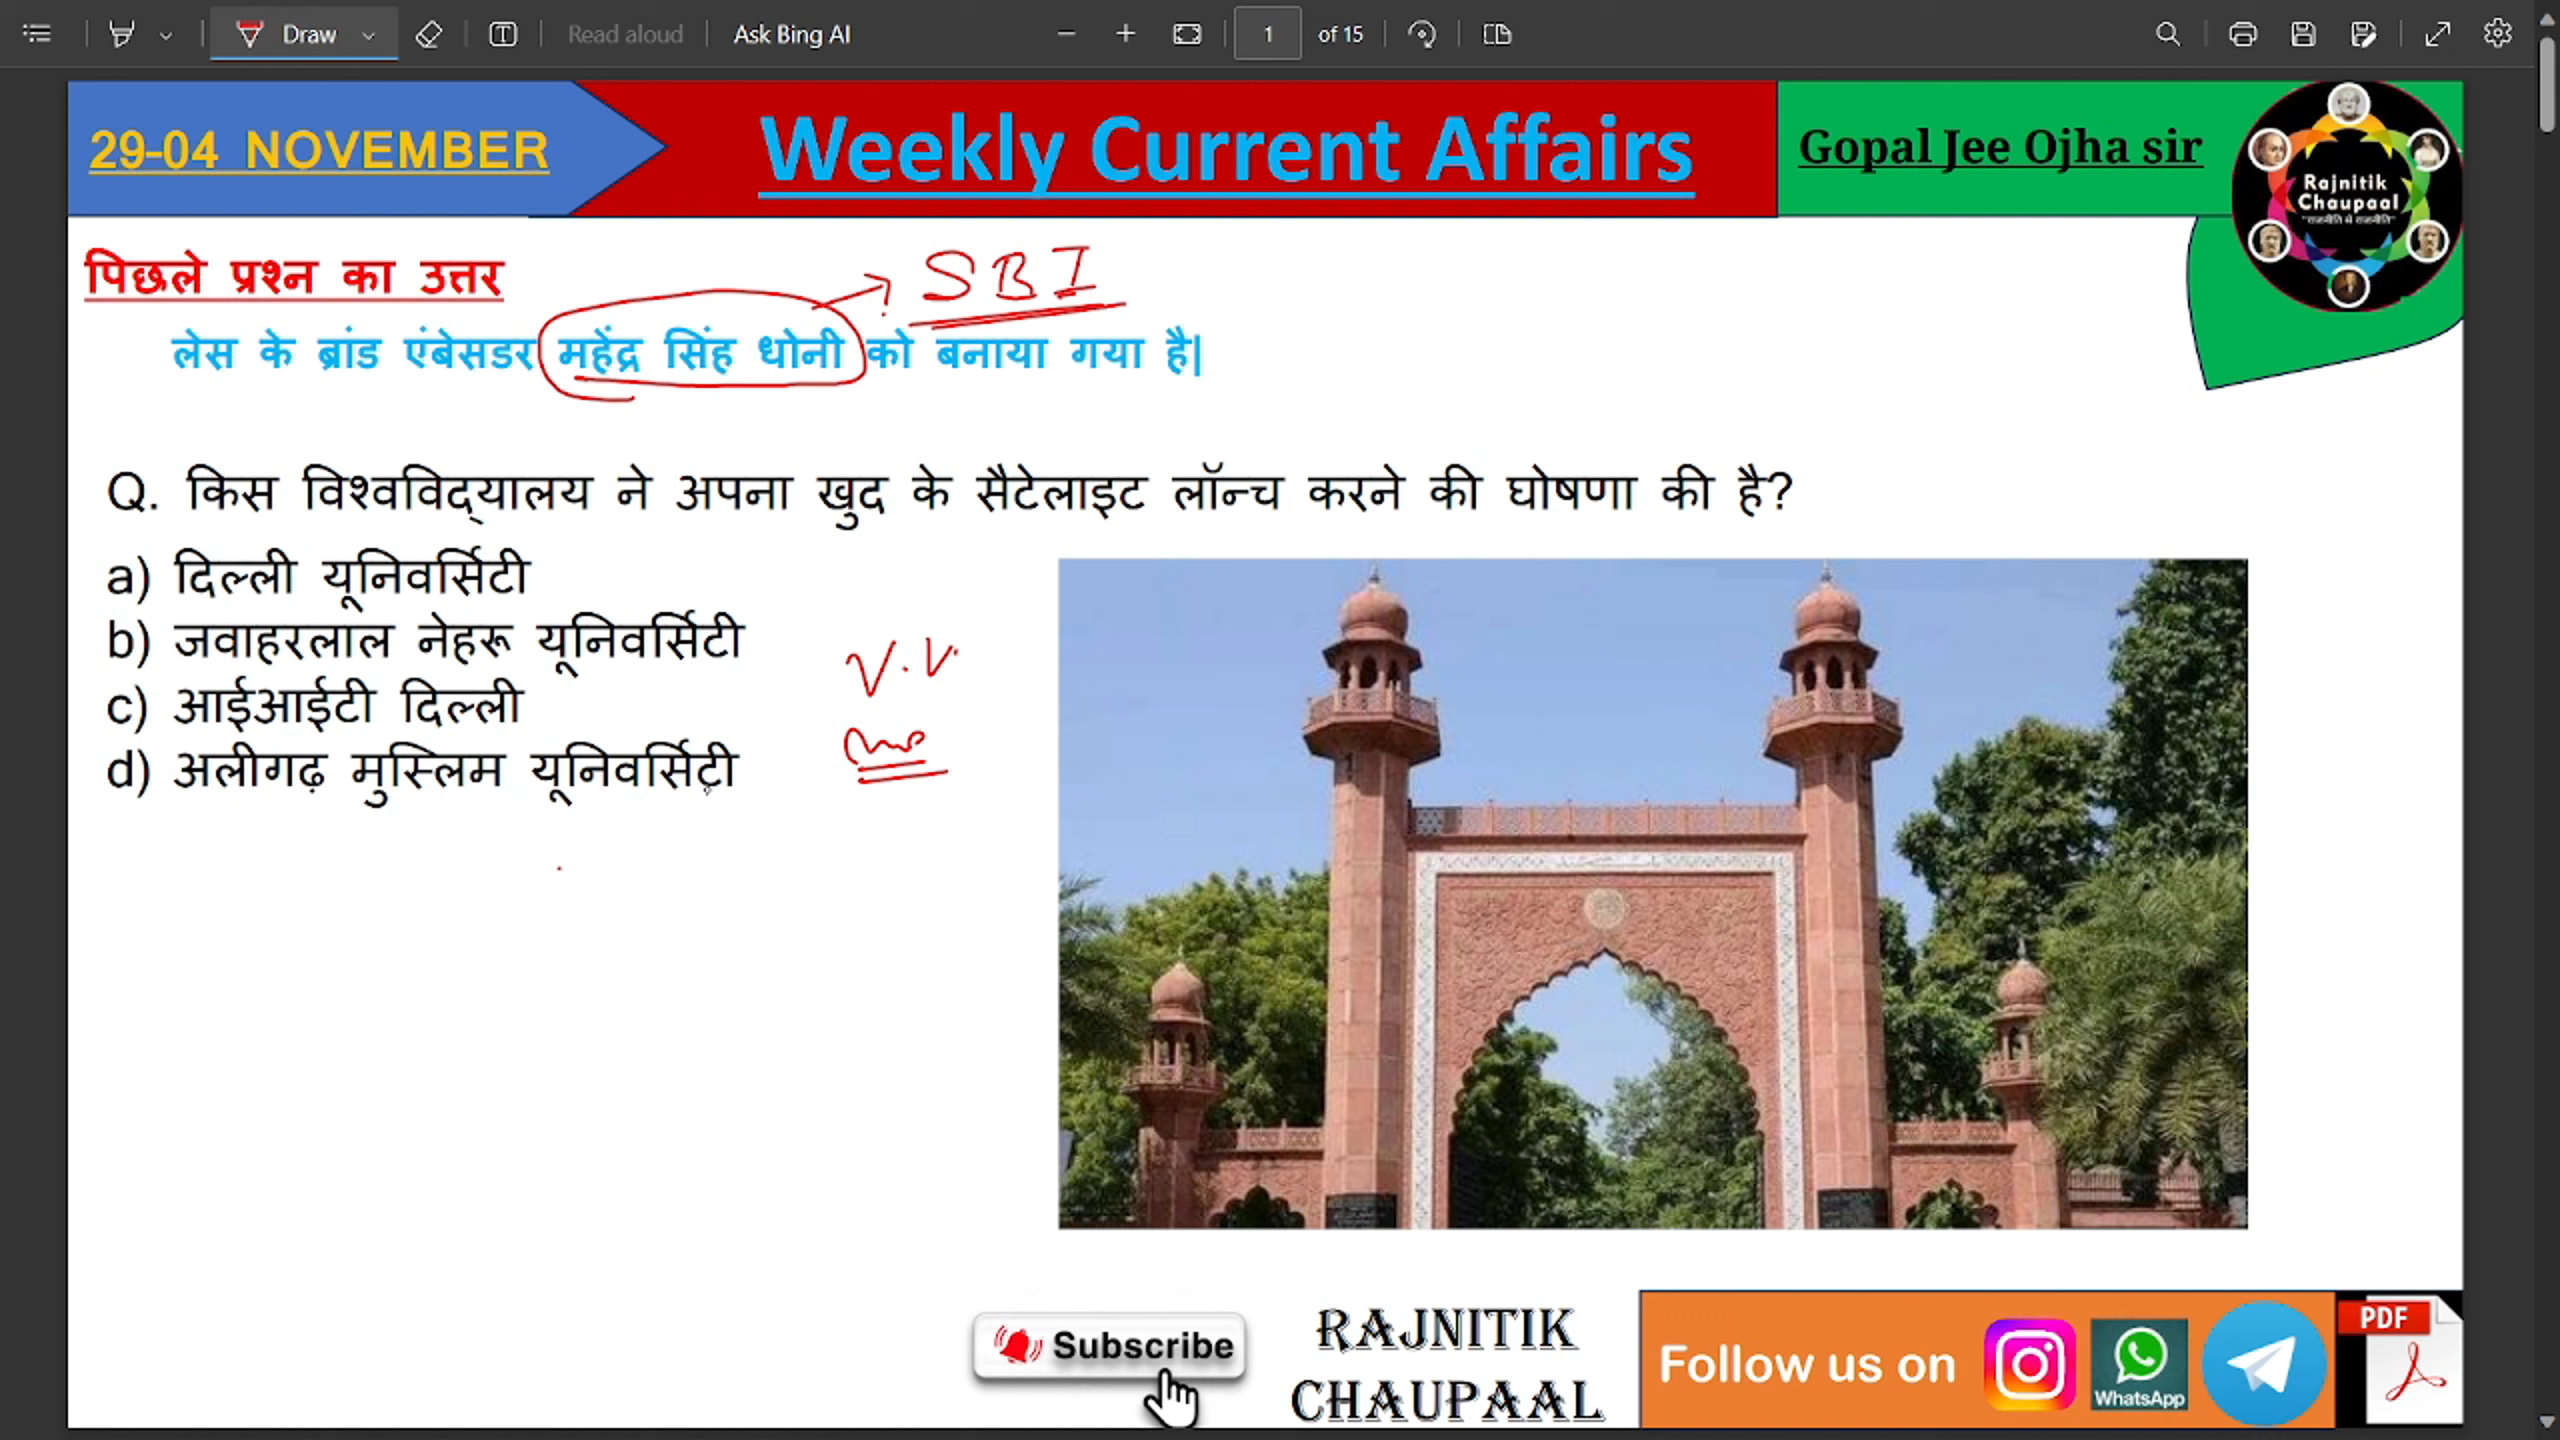 Draw
Read aloud
Ask Bing AI
1
of 15
29-04 NOVEMBER
Weekly Current Affairs
Gopal Jee Ojha sir
Rajnitik
Chaupaal
"राजनीति से राजनीति"
पिछले प्रश्न का उत्तर
SBI
लेस के ब्रांड एंबेसडर महेंद्र सिंह धोनी को बनाया गया है|
Q. किस विश्वविद्यालय ने अपना खुद के सैटेलाइट लॉन्च करने की घोषणा की है?
a) दिल्ली यूनिवर्सिटी
b) जवाहरलाल नेहरू यूनिवर्सिटी
c) आईआईटी दिल्ली
d) अलीगढ़ मुस्लिम यूनिवर्सिटी
V.V.
Subscribe
RAJNITIK
CHAUPAAL
Follow us on
WhatsApp
PDF